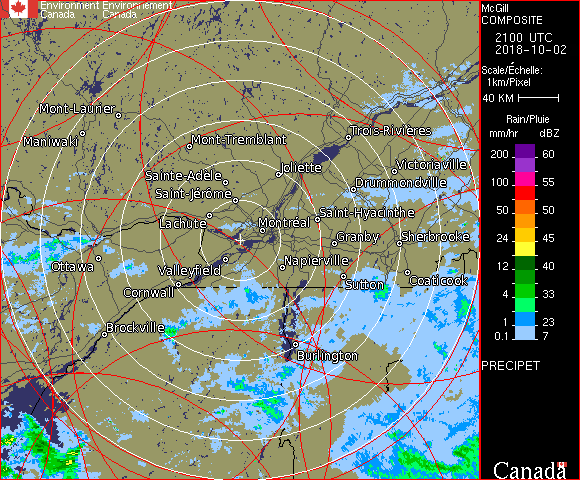 Environment Environnement
Canada Canada
Mont-Laurier
Maniwaki
Mont-Tremblant
Trois-Rivières
Sainte-Adèle
Joliette
Victoriaville
Saint-Jérôme
Drummondville
Lachute
Montréal
Saint-Hyacinthe
Granby
Sherbrooke
Ottawa
Valleyfield
Napierville
Cornwall
Sutton
Coaticook
Brockville
Burlington
McGill
COMPOSITE
2100 UTC
2018-10-02
Scale/Échelle:
1km/Pixel
40 KM
Rain/Pluie
mm/hr dBZ
200 60
100 55
50 50
24 45
12 40
4 33
1 23
0.1 7
PRECIPET
Canada